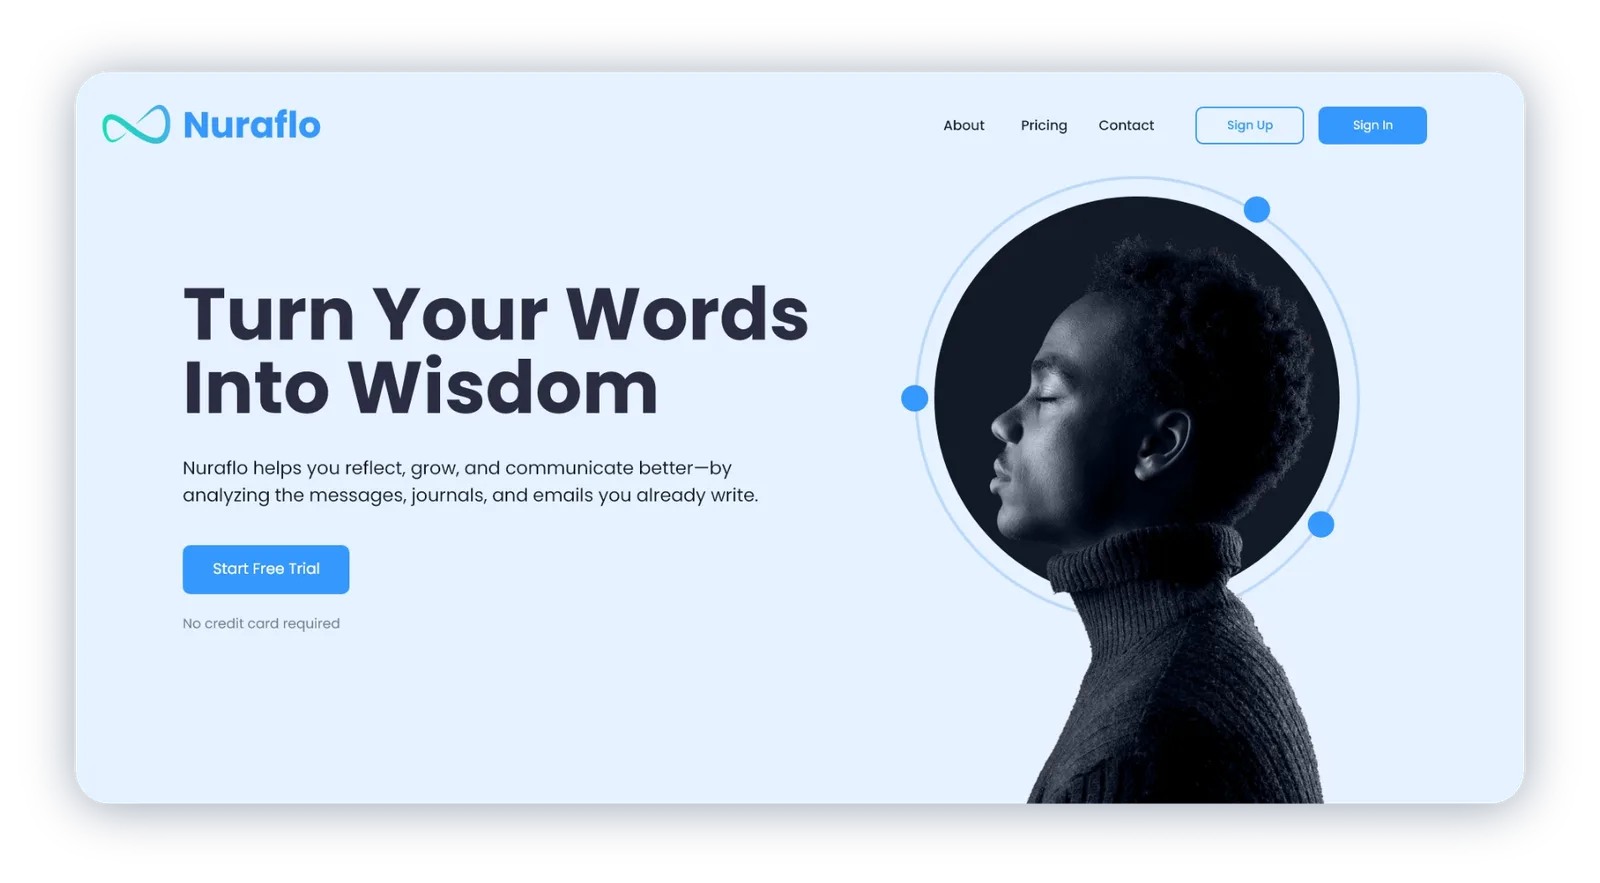 Nuraflo
About
Pricing
Contact
Sign Up
Sign In
Turn Your Words
Into Wisdom
Nuraflo helps you reflect, grow, and communicate better—by
analyzing the messages, journals, and emails you already write.
Start Free Trial
No credit card required